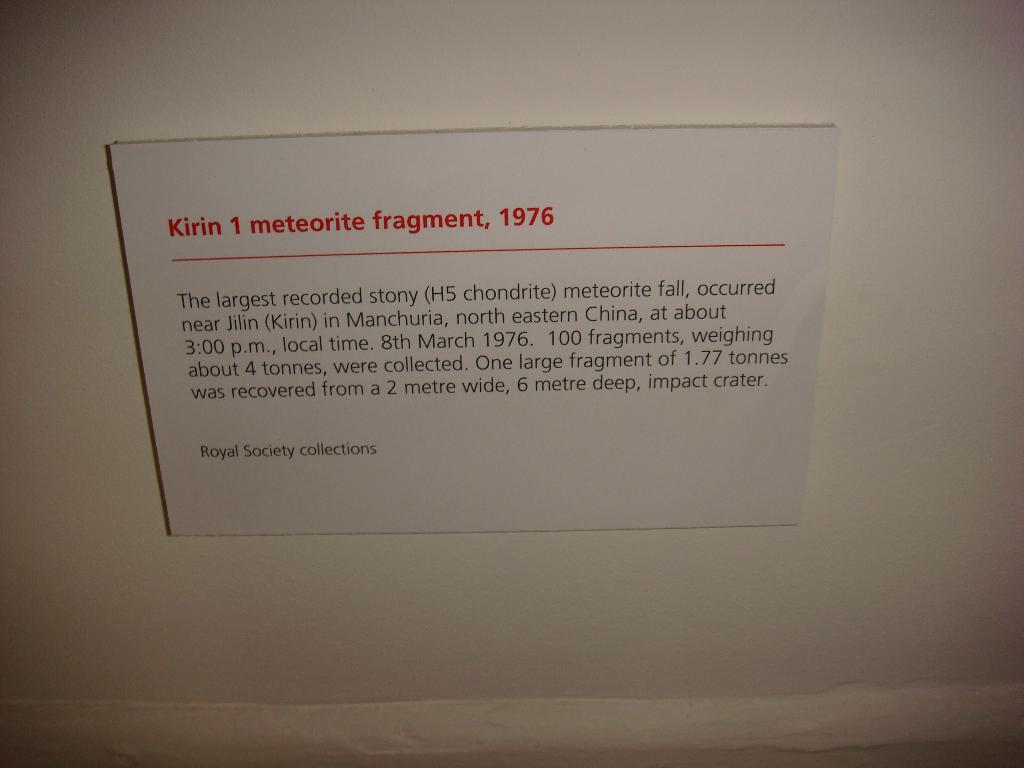 Kirin 1 meteorite fragment, 1976
The largest recorded stony (H5 chondrite) meteorite fall, occurred
near Jilin (Kirin) in Manchuria, north eastern China, at about
3:00 p.m., local time. 8th March 1976.  100 fragments, weighing
about 4 tonnes, were collected. One large fragment of 1.77 tonnes
was recovered from a 2 metre wide, 6 metre deep, impact crater.
Royal Society collections